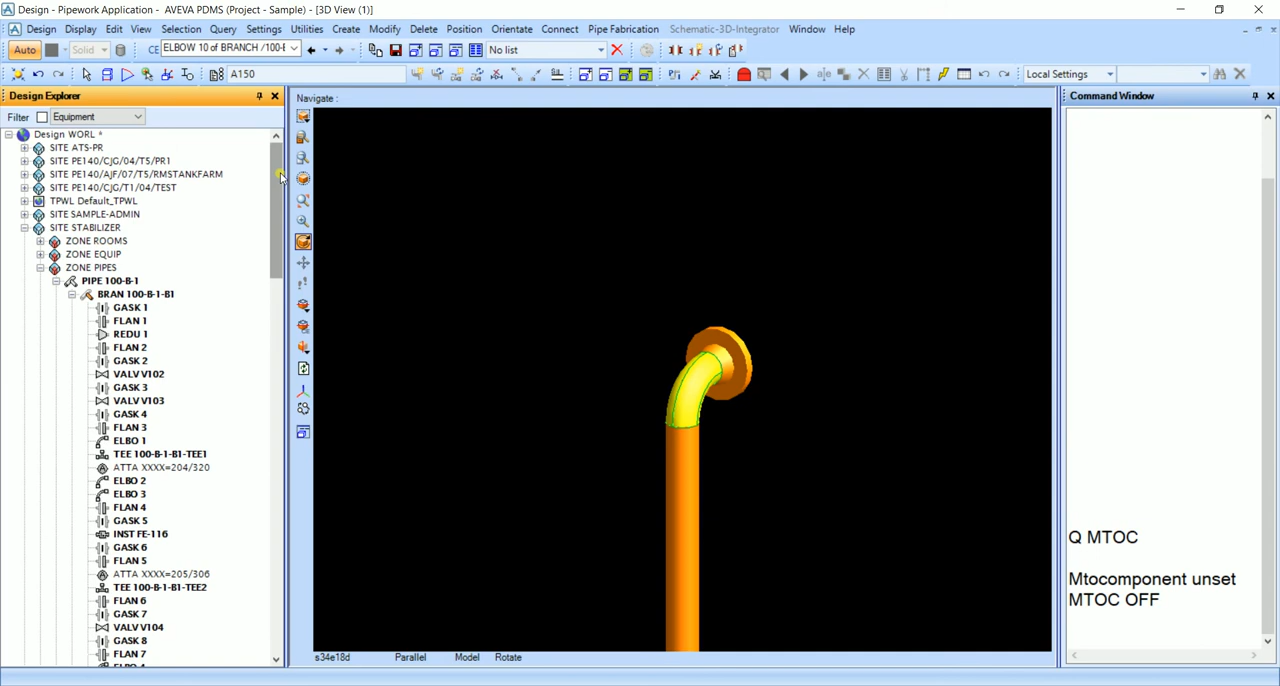 Design - Pipework Application - AVEVA PDMS (Project - Sample) - [3D View (1)]
Design Display Edit View Selection Query Settings Utilities Create Modify Delete Position Orientate Connect Pipe Fabrication Schematic-3D-Integrator Window Help
Auto Solid CE ELBOW 10 of BRANCH /100-E No list
A150 Local Settings
Design Explorer
Filter Equipment
Design WORL *
SITE ATS-PR
SITE PE140/CJG/04/T5/PR1
SITE PE140/AJF/07/T5/RMSTANKFARM
SITE PE140/CJG/T1/04/TEST
TPWL Default_TPWL
SITE SAMPLE-ADMIN
SITE STABILIZER
ZONE ROOMS
ZONE EQUIP
ZONE PIPES
PIPE 100-B-1
BRAN 100-B-1-B1
GASK 1
FLAN 1
REDU 1
FLAN 2
GASK 2
VALV V102
GASK 3
VALV V103
GASK 4
FLAN 3
ELBO 1
TEE 100-B-1-B1-TEE1
ATTA XXXX=204/320
ELBO 2
ELBO 3
FLAN 4
GASK 5
INST FE-116
GASK 6
FLAN 5
ATTA XXXX=205/306
TEE 100-B-1-B1-TEE2
FLAN 6
GASK 7
VALV V104
GASK 8
FLAN 7
Navigate :
s34e18d Parallel Model Rotate
Command Window
Q MTOC
Mtocomponent unset
MTOC OFF